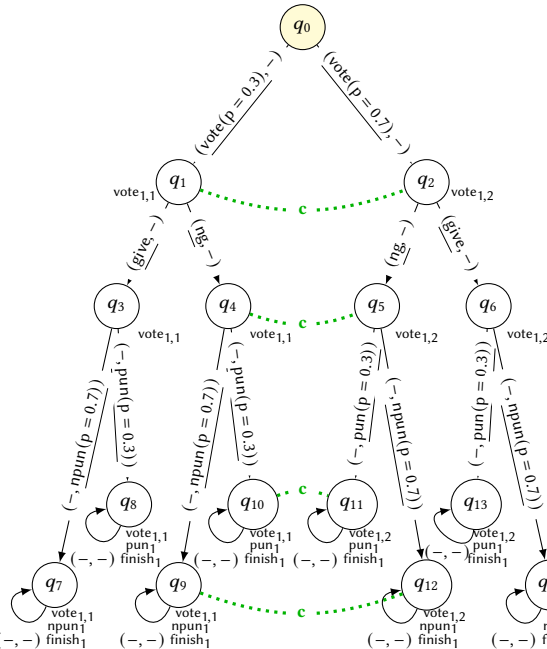 q0
(vote(p = 0.3), −)
(vote(p = 0.7), −)
q1
q2
vote1,1
vote1,2
c
(give, −)
(ng, −)
(ng, −)
(give, −)
q3
q4
q5
q6
vote1,1
vote1,1
vote1,2
vote1,2
c
(−, npun(p = 0.7))
(−, pun(p = 0.3))
(−, npun(p = 0.7))
(−, pun(p = 0.3))
(−, pun(p = 0.3))
(−, npun(p = 0.7))
(−, pun(p = 0.3))
(−, npun(p = 0.7))
q8
q10
c
q11
q13
vote1,1
pun1
(−, −) finish1
vote1,1
pun1
(−, −) finish1
vote1,2
pun1
(−, −) finish1
vote1,2
pun1
(−, −) finish1
q7
q9
c
q12
vote1,1
npun1
(−, −) finish1
vote1,1
npun1
(−, −) finish1
vote1,2
npun1
(−, −) finish1
(−, −)